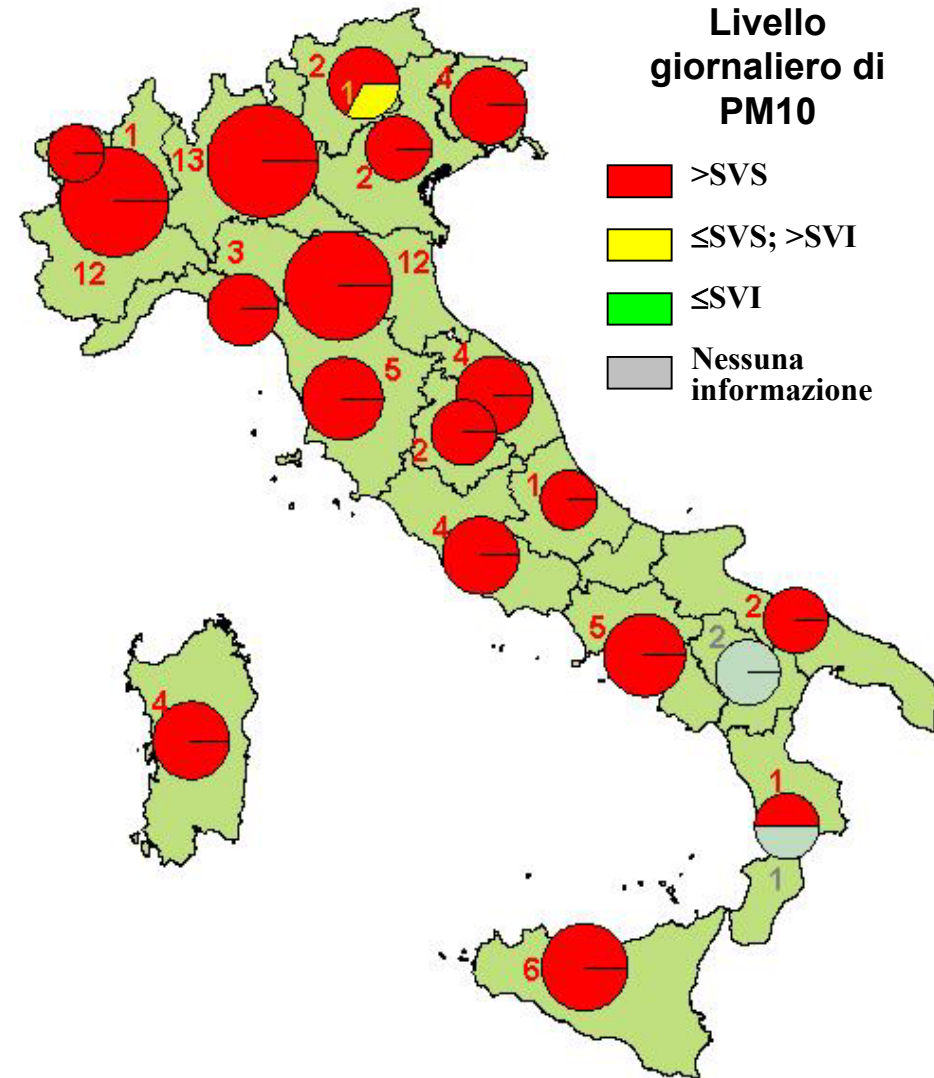 Livello
giornaliero di
PM10
>SVS
≤SVS; >SVI
≤SVI
Nessuna
informazione
2
1
4
1
13
2
12
3
12
5
4
2
1
4
2
5
2
4
1
1
6